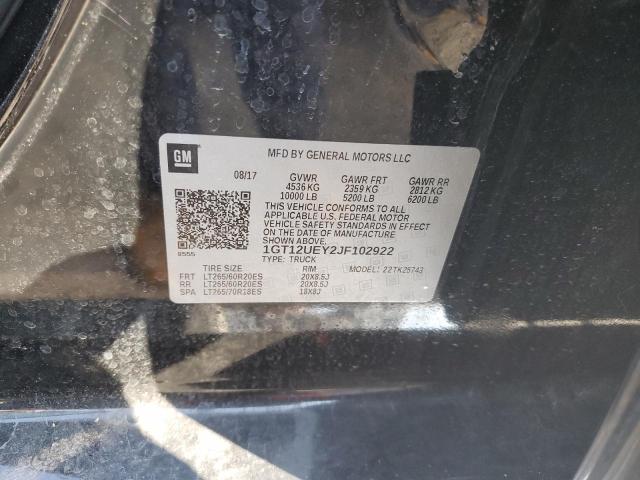 GM
MFD BY GENERAL MOTORS LLC
08/17 GVWR GAWR FRT GAWR RR
4536 KG 2359 KG 2812 KG
10000 LB 5200 LB 6200 LB
THIS VEHICLE CONFORMS TO ALL
APPLICABLE U.S. FEDERAL MOTOR
VEHICLE SAFETY STANDARDS IN EFFECT
ON THE DATE OF MANUFACTURE
SHOWN ABOVE.
8555 1GT12UEY2JF102922
TYPE: TRUCK
TIRE SIZE RIM MODEL: 22TK25743
FRT LT265/60R20ES 20X8.5J
RR LT265/60R20ES 20X8.5J
SPA LT265/70R18ES 18X8J